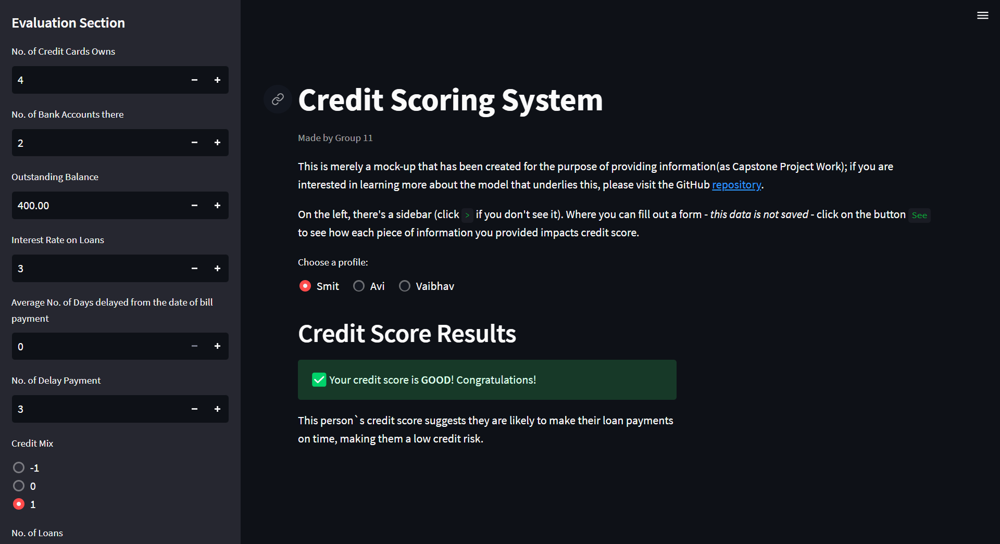 Evaluation Section
No. of Credit Cards Owns
4
No. of Bank Accounts there
2
Outstanding Balance
400.00
Interest Rate on Loans
3
Average No. of Days delayed from the date of bill
payment
0
No. of Delay Payment
3
Credit Mix
-1
0
1
No. of Loans
Credit Scoring System
Made by Group 11
This is merely a mock-up that has been created for the purpose of providing information(as Capstone Project Work); if you are
interested in learning more about the model that underlies this, please visit the GitHub repository.
On the left, there's a sidebar (click > if you don't see it). Where you can fill out a form - this data is not saved - click on the button See
to see how each piece of information you provided impacts credit score.
Choose a profile:
Smit Avi Vaibhav
Credit Score Results
✅ Your credit score is GOOD! Congratulations!
This person`s credit score suggests they are likely to make their loan payments
on time, making them a low credit risk.